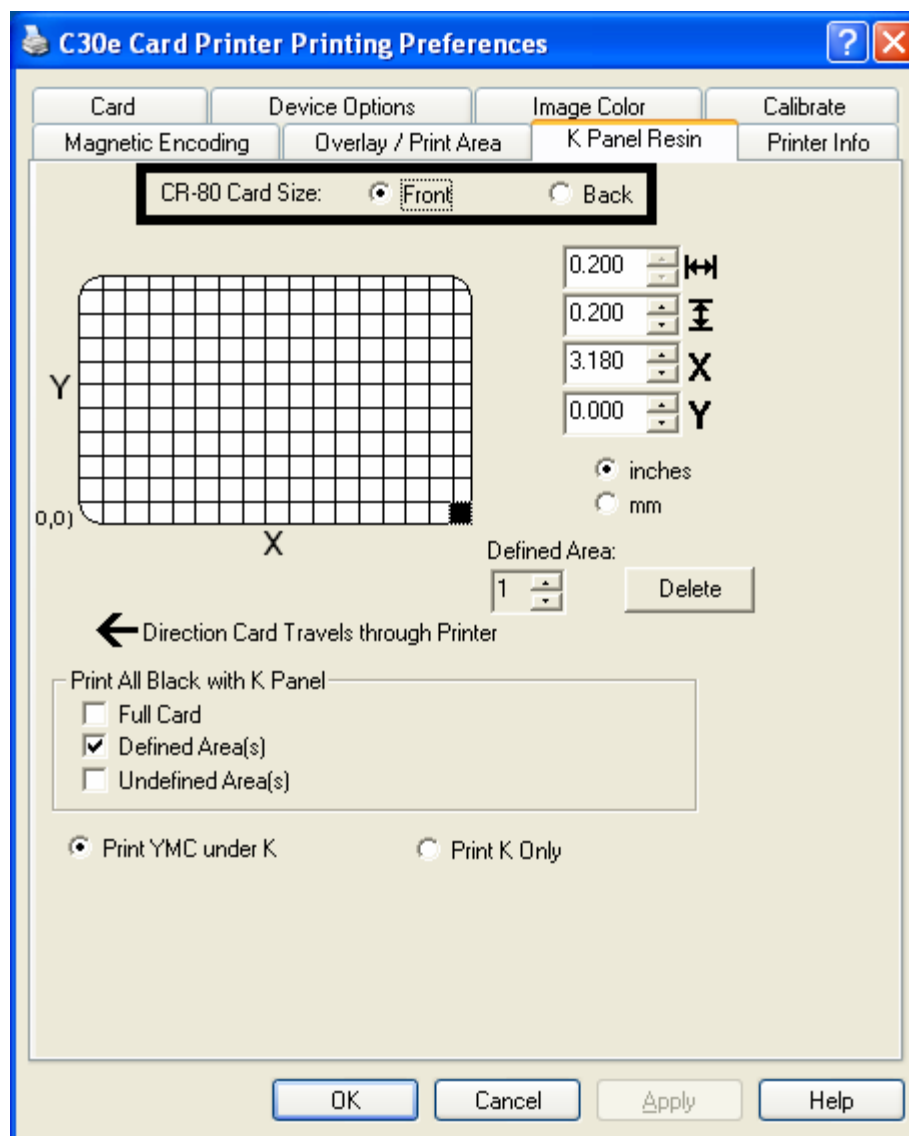 C30e Card Printer Printing Preferences
Card Device Options Image Color Calibrate
Magnetic Encoding Overlay / Print Area K Panel Resin Printer Info
CR-80 Card Size: Front Back
0.200
0.200
3.180 X
0.000 Y
Y
inches
mm
0,0)
X
Defined Area:
1 Delete
Direction Card Travels through Printer
Print All Black with K Panel
Full Card
Defined Area(s)
Undefined Area(s)
Print YMC under K Print K Only
OK Cancel Apply Help